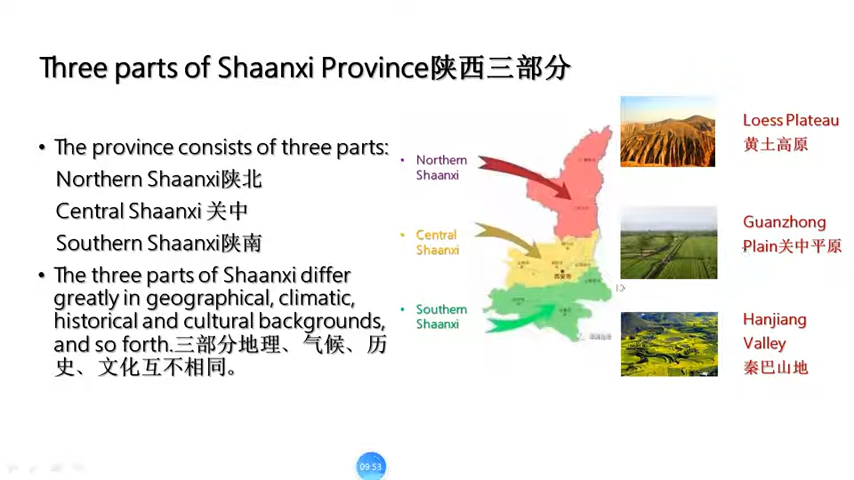 Three parts of Shaanxi Province陕西三部分
• The province consists of three parts:
Northern Shaanxi陕北
Central Shaanxi 关中
Southern Shaanxi陕南
• The three parts of Shaanxi differ
greatly in geographical, climatic,
historical and cultural backgrounds,
and so forth.三部分地理、气候、历
史、文化互不相同。
• Northern
Shaanxi
• Central
Shaanxi
• Southern
Shaanxi
西安市
Loess Plateau
黄土高原
Guanzhong
Plain关中平原
Hanjiang
Valley
秦巴山地
09:53